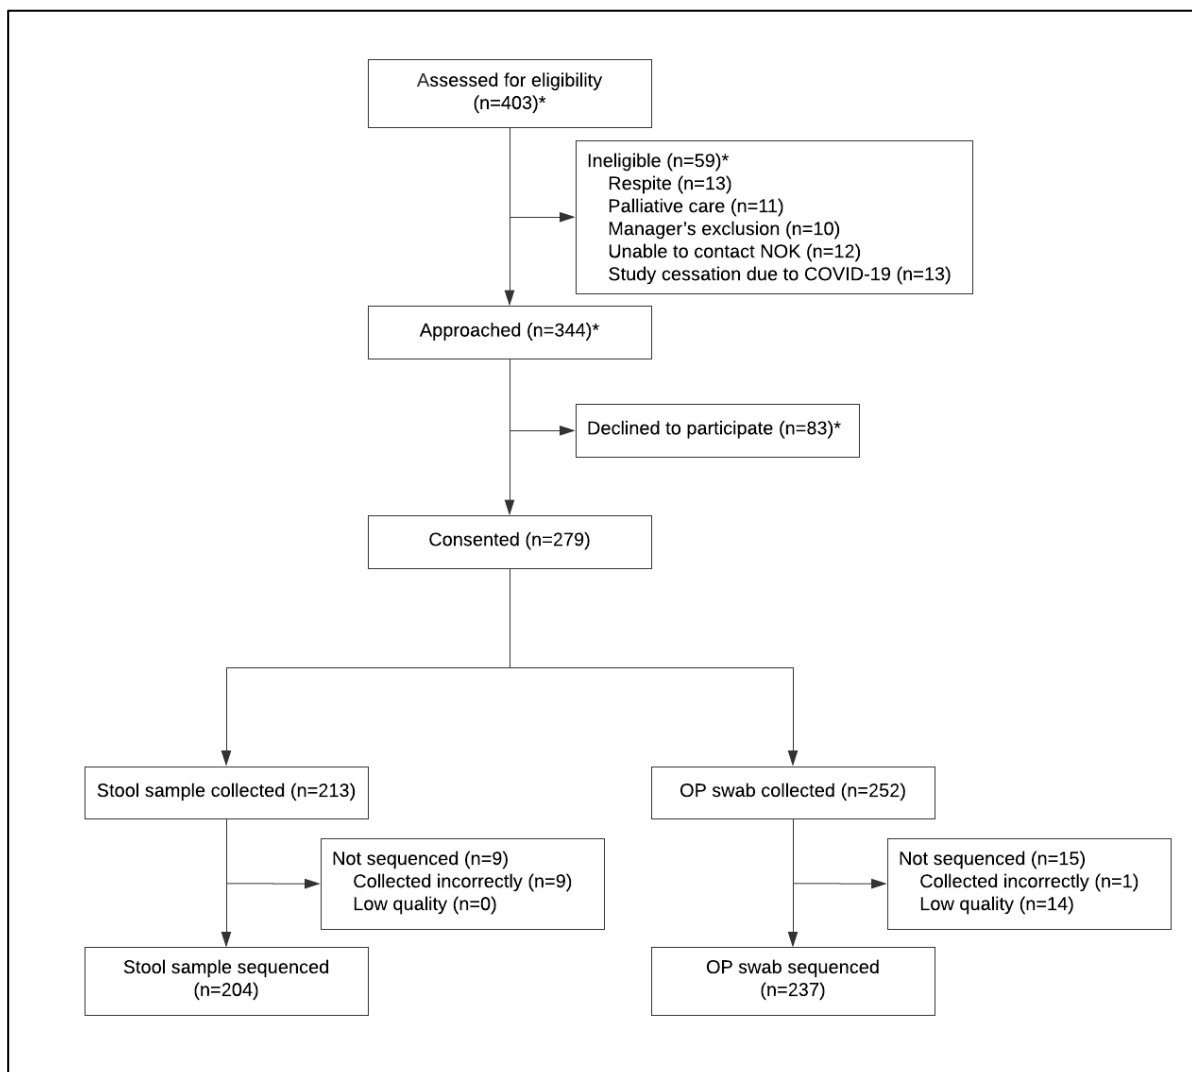 Assessed for eligibility
(n=403)*
Ineligible (n=59)*
Respite (n=13)
Palliative care (n=11)
Manager's exclusion (n=10)
Unable to contact NOK (n=12)
Study cessation due to COVID-19 (n=13)
Approached (n=344)*
Declined to participate (n=83)*
Consented (n=279)
Stool sample collected (n=213)
OP swab collected (n=252)
Not sequenced (n=9)
Collected incorrectly (n=9)
Low quality (n=0)
Not sequenced (n=15)
Collected incorrectly (n=1)
Low quality (n=14)
Stool sample sequenced
(n=204)
OP swab sequenced
(n=237)